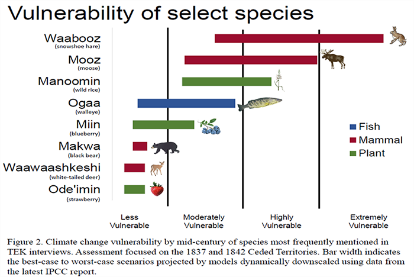 Vulnerability of select species
Waabooz
(snowshoe hare)
Mooz
(moose)
Manoomin
(wild rice)
Ogaa
(walleye)
Miin
(blueberry)
Makwa
(black bear)
Waawaashkeshi
(white-tailed deer)
Ode'imin
(strawberry)
Fish
Mammal
Plant
Less Vulnerable
Moderately Vulnerable
Highly Vulnerable
Extremely Vulnerable
Figure 2. Climate change vulnerability by mid-century of species most frequently mentioned in
TEK interviews. Assessment focused on the 1837 and 1842 Ceded Territories. Bar width indicates
the best-case to worst-case scenarios projected by models dynamically downscaled using data from
the latest IPCC report.